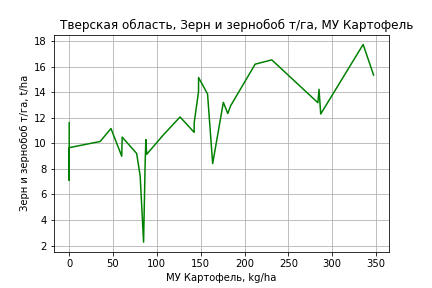 Тверская область, Зерн и зернобоб т/га, МУ Картофель
18
16
14
12
10
8
6
4
2
Зерн и зернобоб т/га, т/ha
0 50 100 150 200 250 300 350
МУ Картофель, kg/ha